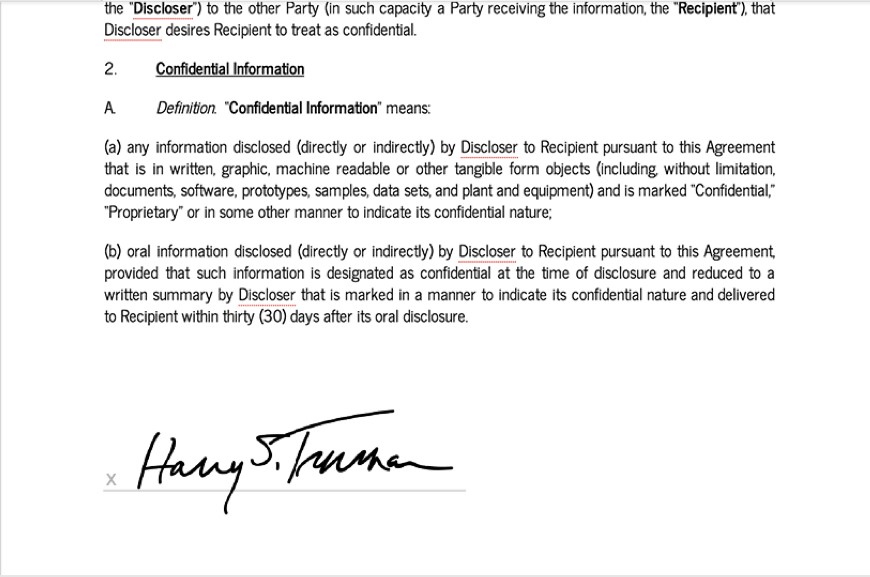 the "Discloser") to the other Party (in such capacity a Party receiving the information, the "Recipient"), that
Discloser desires Recipient to treat as confidential.
2. Confidential Information
A. Definition. "Confidential Information" means:
(a) any information disclosed (directly or indirectly) by Discloser to Recipient pursuant to this Agreement
that is in written, graphic, machine readable or other tangible form objects (including, without limitation,
documents, software, prototypes, samples, data sets, and plant and equipment) and is marked "Confidential,"
"Proprietary" or in some other manner to indicate its confidential nature;
(b) oral information disclosed (directly or indirectly) by Discloser to Recipient pursuant to this Agreement,
provided that such information is designated as confidential at the time of disclosure and reduced to a
written summary by Discloser that is marked in a manner to indicate its confidential nature and delivered
to Recipient within thirty (30) days after its oral disclosure.
x Harry S. Truman